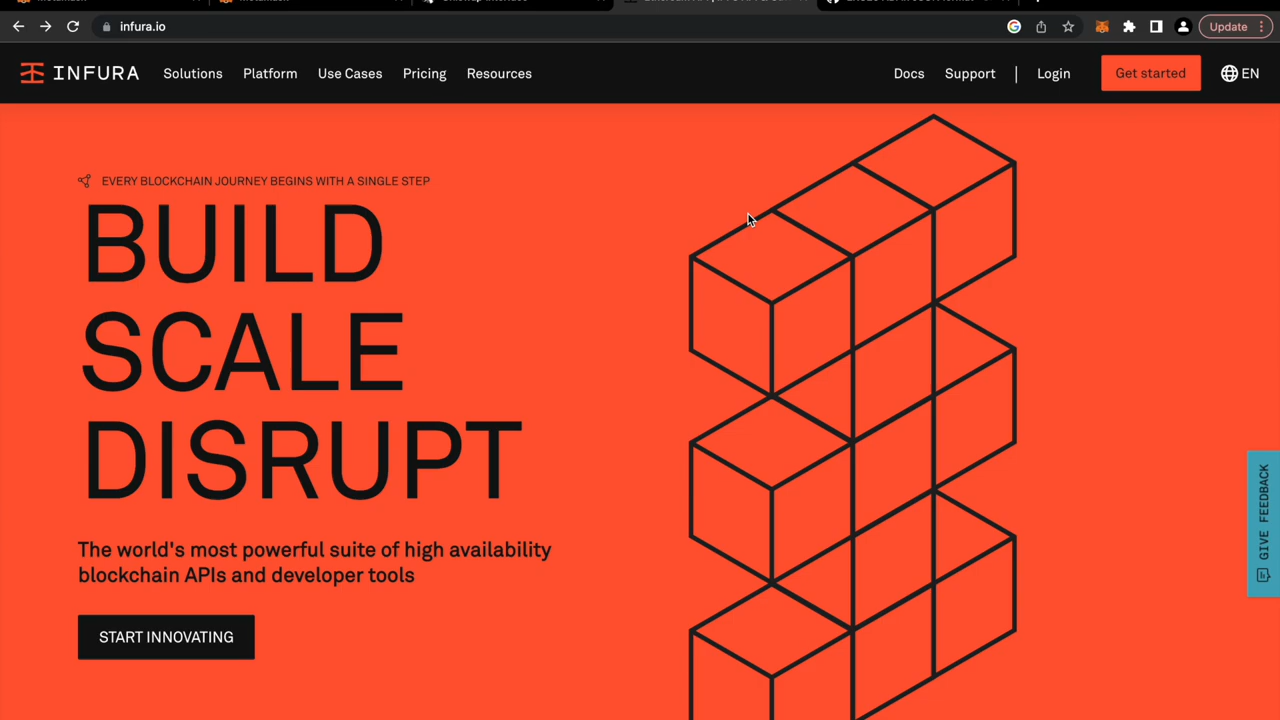 infura.io
Update
INFURA
Solutions
Platform
Use Cases
Pricing
Resources
Docs
Support
Login
Get started
EN
EVERY BLOCKCHAIN JOURNEY BEGINS WITH A SINGLE STEP
BUILD
SCALE
DISRUPT
The world's most powerful suite of high availability
blockchain APIs and developer tools
START INNOVATING
GIVE FEEDBACK